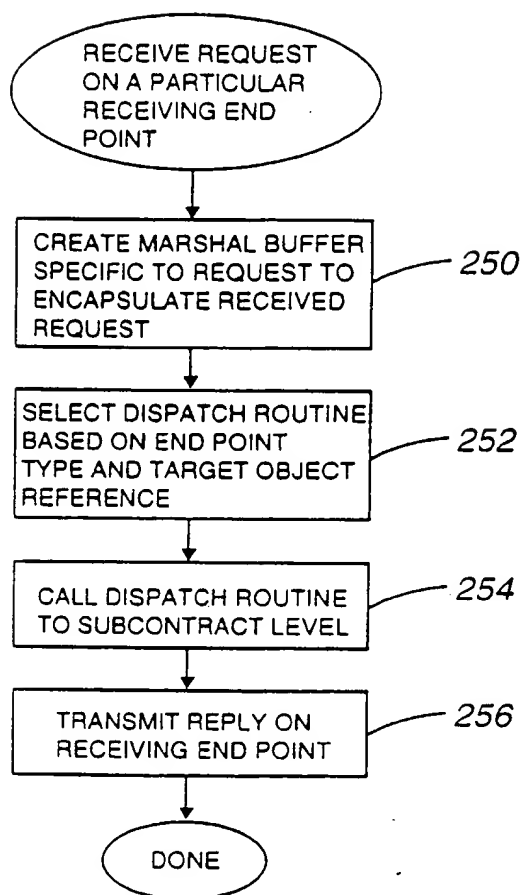 RECEIVE REQUEST
ON A PARTICULAR
RECEIVING END
POINT
CREATE MARSHAL BUFFER
SPECIFIC TO REQUEST TO
ENCAPSULATE RECEIVED
REQUEST
250
SELECT DISPATCH ROUTINE
BASED ON END POINT
TYPE AND TARGET OBJECT
REFERENCE
252
CALL DISPATCH ROUTINE
TO SUBCONTRACT LEVEL
254
TRANSMIT REPLY ON
RECEIVING END POINT
256
DONE